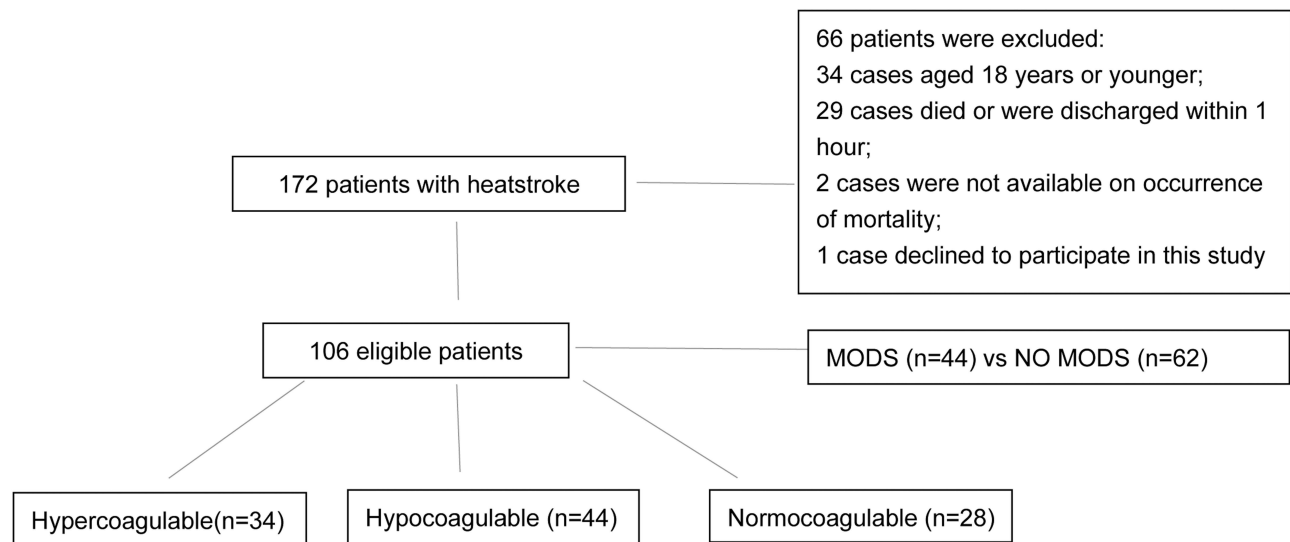 66 patients were excluded:
34 cases aged 18 years or younger;
29 cases died or were discharged within 1
hour;
2 cases were not available on occurrence
of mortality;
1 case declined to participate in this study
172 patients with heatstroke
106 eligible patients
MODS (n=44) vs NO MODS (n=62)
Hypercoagulable(n=34)
Hypocoagulable (n=44)
Normocoagulable (n=28)